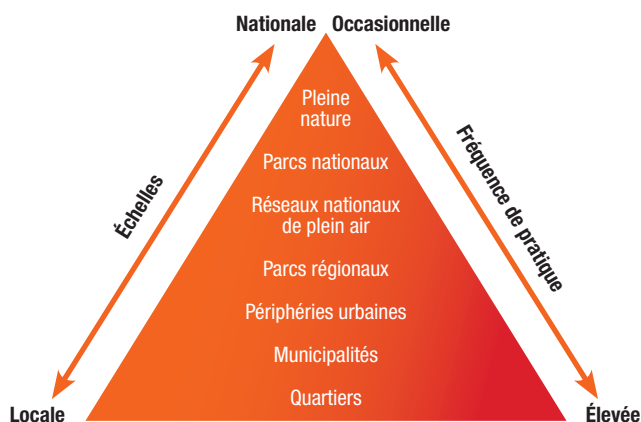 Nationale Occasionnelle
Pleine
nature
Parcs nationaux
Réseaux nationaux
de plein air
Parcs régionaux
Périphéries urbaines
Municipalités
Quartiers
Échelles
Fréquence de pratique
Locale
Élevée